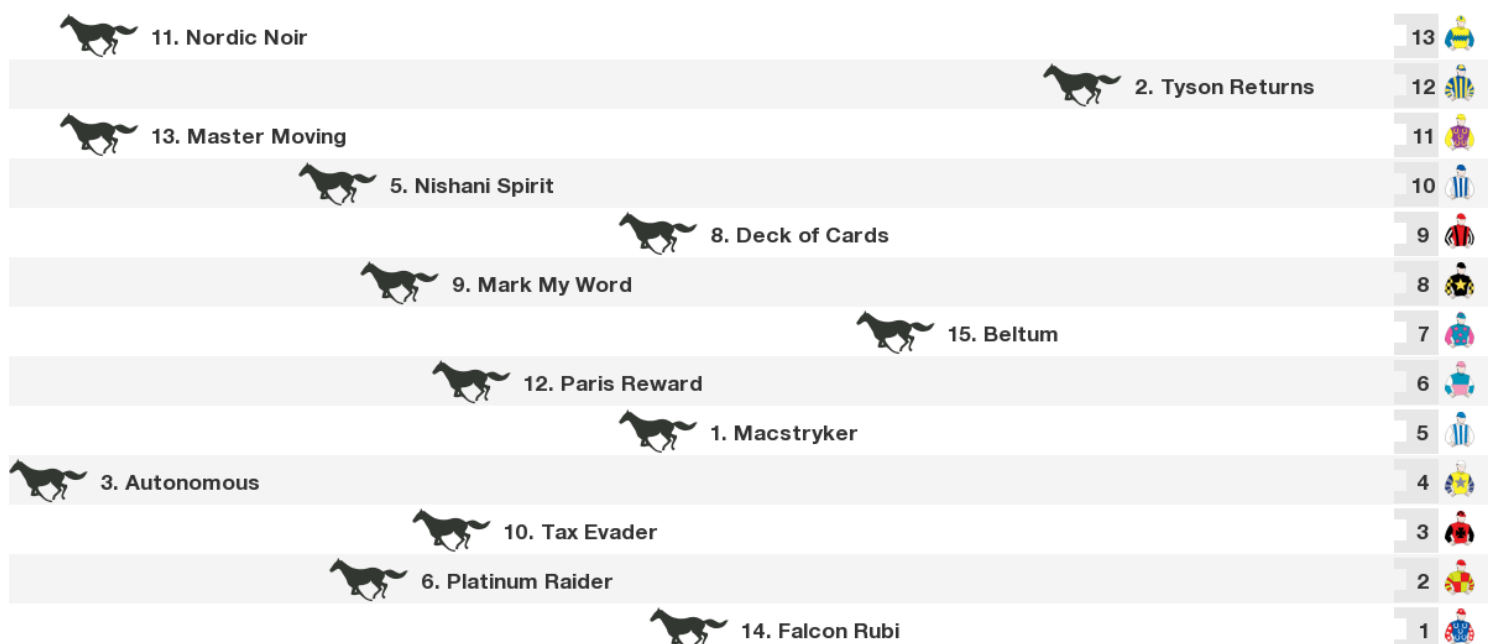 11. Nordic Noir 13
2. Tyson Returns 12
13. Master Moving 11
5. Nishani Spirit 10
8. Deck of Cards 9
9. Mark My Word 8
15. Beltum 7
12. Paris Reward 6
1. Macstryker 5
3. Autonomous 4
10. Tax Evader 3
6. Platinum Raider 2
14. Falcon Rubi 1